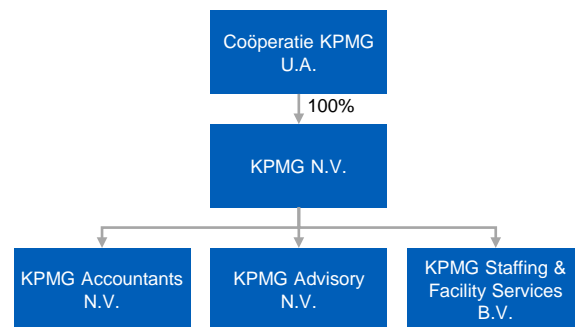 Coöperatie KPMG
U.A.
100%
KPMG N.V.
KPMG Accountants
N.V.
KPMG Advisory
N.V.
KPMG Staffing &
Facility Services
B.V.